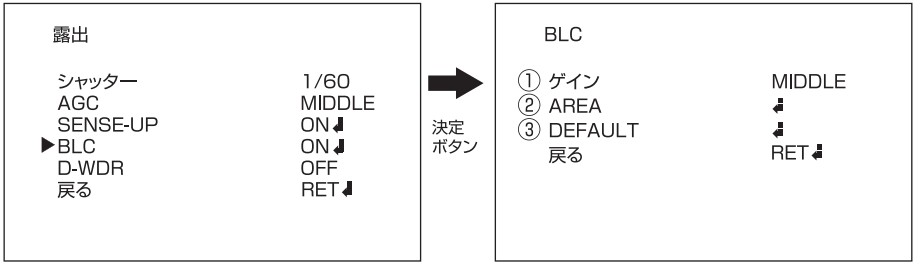 露出
シャッター 1/60
AGC MIDDLE
SENSE-UP ON↲
▶BLC ON↲
D-WDR OFF
戻る RET↲
決定
ボタン
BLC
① ゲイン MIDDLE
② AREA ↲
③ DEFAULT ↲
戻る RET↲